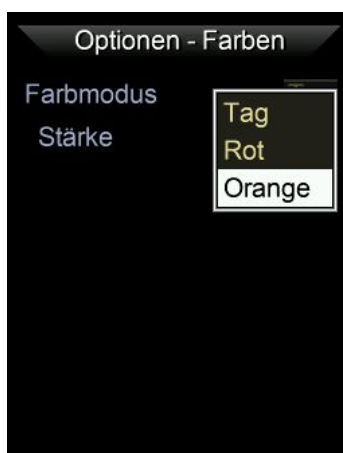 Optionen - Farben
Farbmodus
Stärke
Tag
Rot
Orange